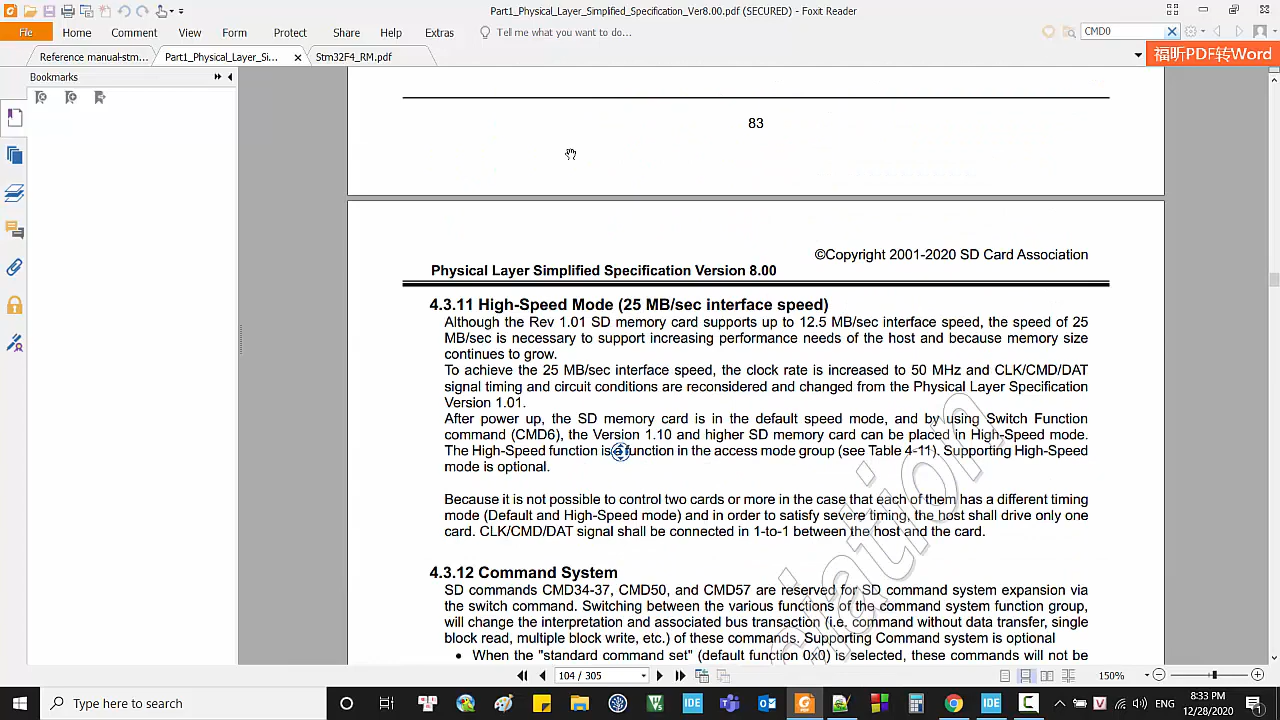 Part1_Physical_Layer_Simplified_Specification_Ver8.00.pdf (SECURED) - Foxit Reader
File Home Comment View Form Protect Share Help Extras Tell me what you want to do... CMD0
Reference manual-stm... Part1_Physical_Layer_Si... Stm32F4_RM.pdf 福昕PDF转Word
Bookmarks
83
©Copyright 2001-2020 SD Card Association
Physical Layer Simplified Specification Version 8.00
4.3.11 High-Speed Mode (25 MB/sec interface speed)
Although the Rev 1.01 SD memory card supports up to 12.5 MB/sec interface speed, the speed of 25
MB/sec is necessary to support increasing performance needs of the host and because memory size
continues to grow.
To achieve the 25 MB/sec interface speed, the clock rate is increased to 50 MHz and CLK/CMD/DAT
signal timing and circuit conditions are reconsidered and changed from the Physical Layer Specification
Version 1.01.
After power up, the SD memory card is in the default speed mode, and by using Switch Function
command (CMD6), the Version 1.10 and higher SD memory card can be placed in High-Speed mode.
The High-Speed function is function in the access mode group (see Table 4-11). Supporting High-Speed
mode is optional.
Because it is not possible to control two cards or more in the case that each of them has a different timing
mode (Default and High-Speed mode) and in order to satisfy severe timing, the host shall drive only one
card. CLK/CMD/DAT signal shall be connected in 1-to-1 between the host and the card.
4.3.12 Command System
SD commands CMD34-37, CMD50, and CMD57 are reserved for SD command system expansion via
the switch command. Switching between the various functions of the command system function group,
will change the interpretation and associated bus transaction (i.e. command without data transfer, single
block read, multiple block write, etc.) of these commands. Supporting Command system is optional
• When the "standard command set" (default function 0x0) is selected, these commands will not be
ciation
104 / 305
150%
Type here to search
IDE
IDE
8:33 PM
12/28/2020